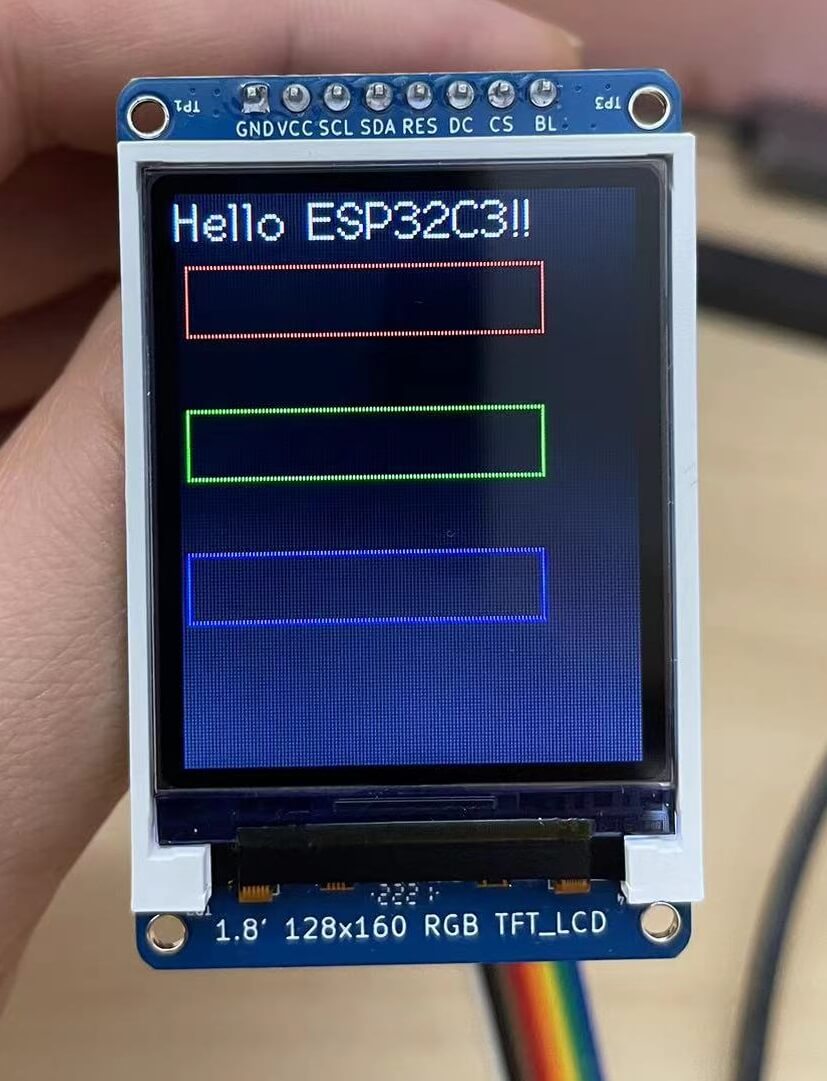 TP1 TP3
GND VCC SCL SDA RES DC CS BL
Hello ESP32C3!!
1.8' 128x160 RGB TFT_LCD